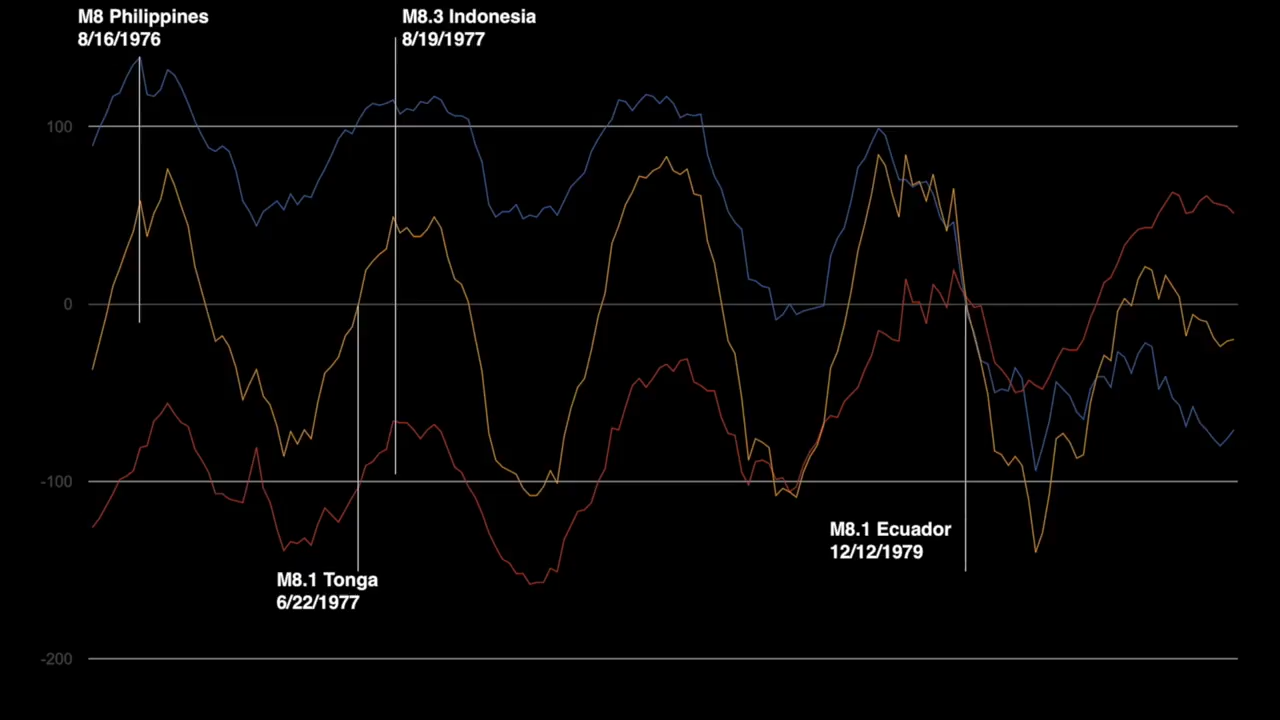 M8 Philippines
8/16/1976
M8.3 Indonesia
8/19/1977
100
0
-100
M8.1 Ecuador
12/12/1979
M8.1 Tonga
6/22/1977
-200